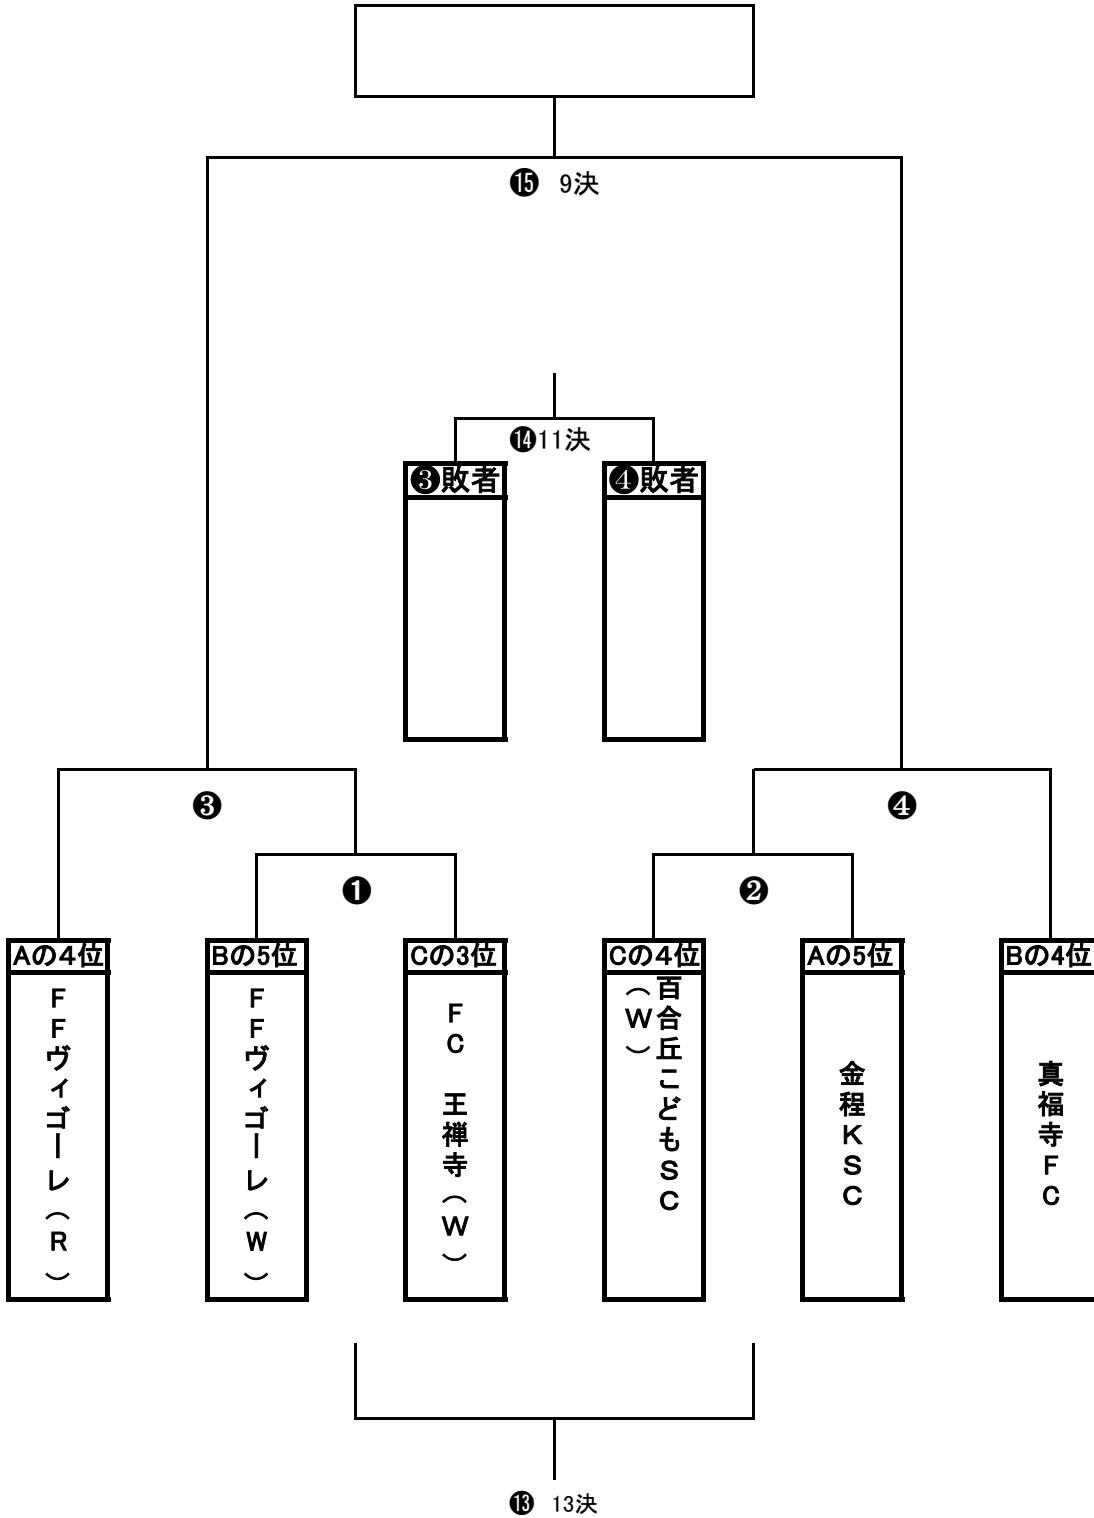 ⓯ 9決
⓮11決
❸敗者
❹敗者
❸
❹
❶
❷
Aの4位
Bの5位
Cの3位
Cの4位
Aの5位
Bの4位
FFヴィゴーレ（R）
FFヴィゴーレ（W）
FC 王禅寺（W）
百合丘こどもSC
（W）
金程KSC
真福寺FC
⓭ 13決